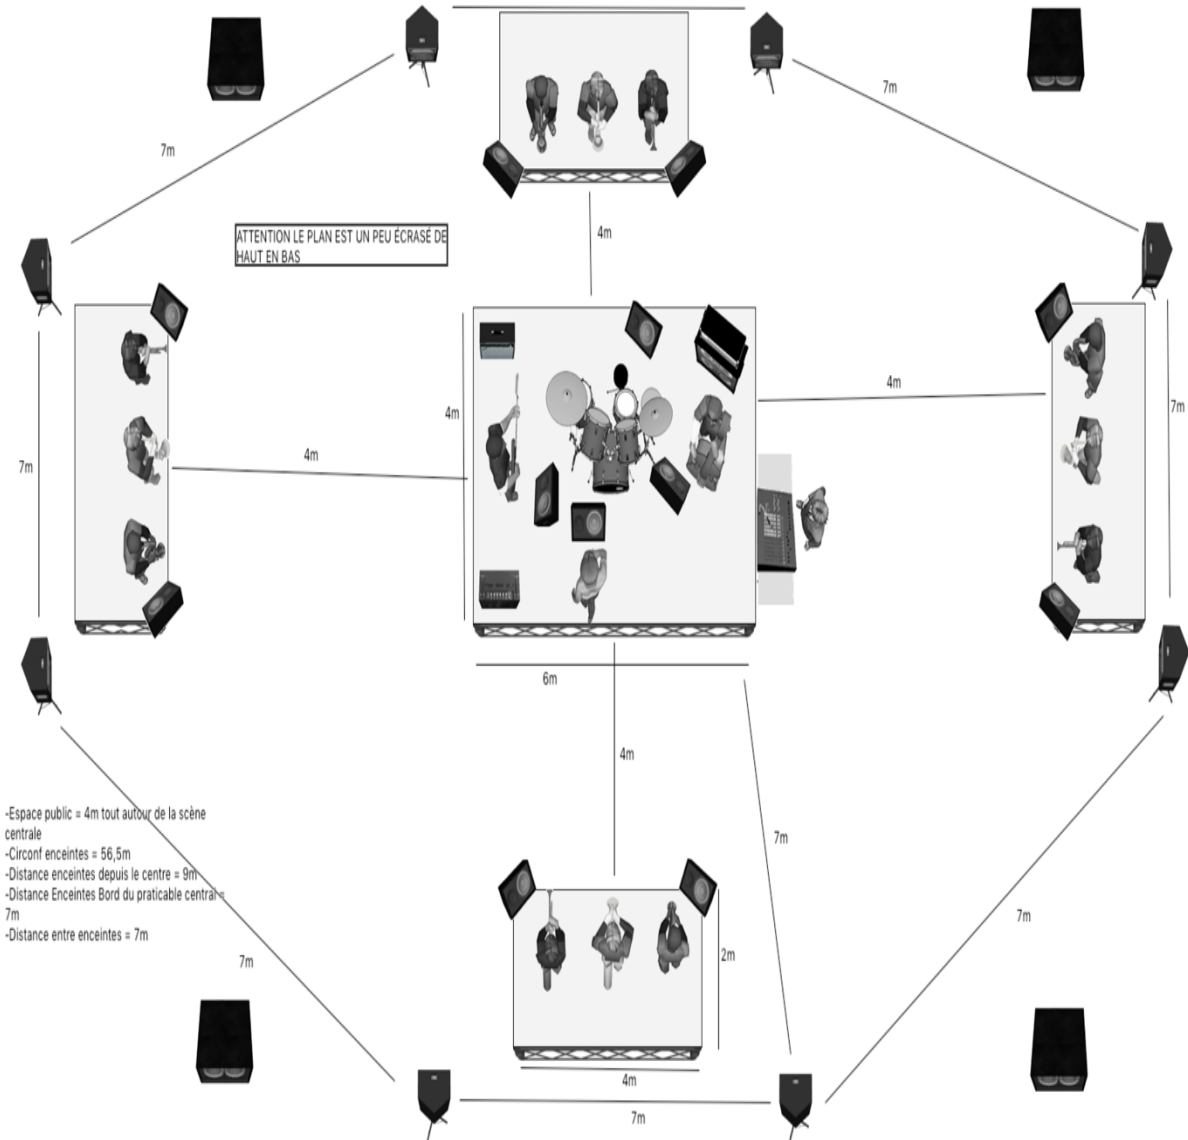 7m
7m
4m
ATTENTION LE PLAN EST UN PEU ÉCRASÉ DE
HAUT EN BAS
4m
4m
7m
4m
7m
6m
4m
-Espace public = 4m tout autour de la scène
centrale
-Circonf enceintes = 56,5m
-Distance enceintes depuis le centre = 9m
-Distance Enceintes Bord du praticable central =
7m
-Distance entre enceintes = 7m
7m
7m
7m
2m
4m
7m